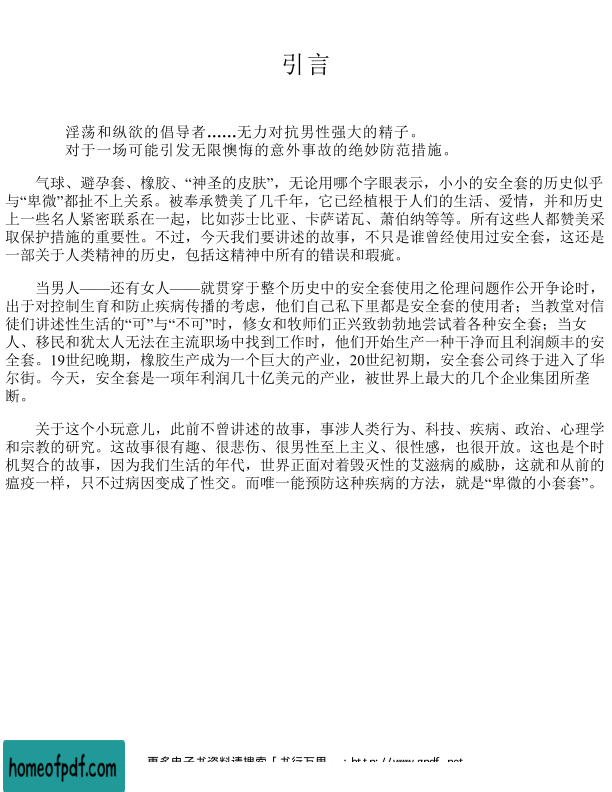 引言
淫荡和纵欲的倡导者……无力对抗男性强大的精子。
对于一场可能引发无限懊悔的意外事故的绝妙防范措施。
气球、避孕套、橡胶、“神圣的皮肤”，无论用哪个字眼表示，小小的安全套的历史似乎
与“卑微”都扯不上关系。被奉承赞美了几千年，它已经植根于人们的生活、爱情，并和历史
上一些名人紧密联系在一起，比如莎士比亚、卡萨诺瓦、萧伯纳等等。所有这些人都赞美采
取保护措施的重要性。不过，今天我们要讲述的故事，不只是谁曾经使用过安全套，这还是
一部关于人类精神的历史，包括这精神中所有的错误和瑕疵。
当男人——还有女人——就贯穿于整个历史中的安全套使用之伦理问题作公开争论时，
出于对控制生育和防止疾病传播的考虑，他们自己私下里都是安全套的使用者；当教堂对信
徒们讲述性生活的“可”与“不可”时，修女和牧师们正兴致勃勃地尝试着各种安全套；当女
人、移民和犹太人无法在主流职场中找到工作时，他们开始生产一种干净而且利润颇丰的安
全套。19世纪晚期，橡胶生产成为一个巨大的产业，20世纪初期，安全套公司终于进入了华
尔街。今天，安全套是一项年利润几十亿美元的产业，被世界上最大的几个企业集团所垄
断。
关于这个小玩意儿，此前不曾讲述的故事，事涉人类行为、科技、疾病、政治、心理学
和宗教的研究。这故事很有趣、很悲伤、很男性至上主义、很性感，也很开放。这也是个时
机契合的故事，因为我们生活的年代，世界正面对着毁灭性的艾滋病的威胁，这就和从前的
瘟疫一样，只不过病因变成了性交。而唯一能预防这种疾病的方法，就是“卑微的小套套”。
homeofpdf.com